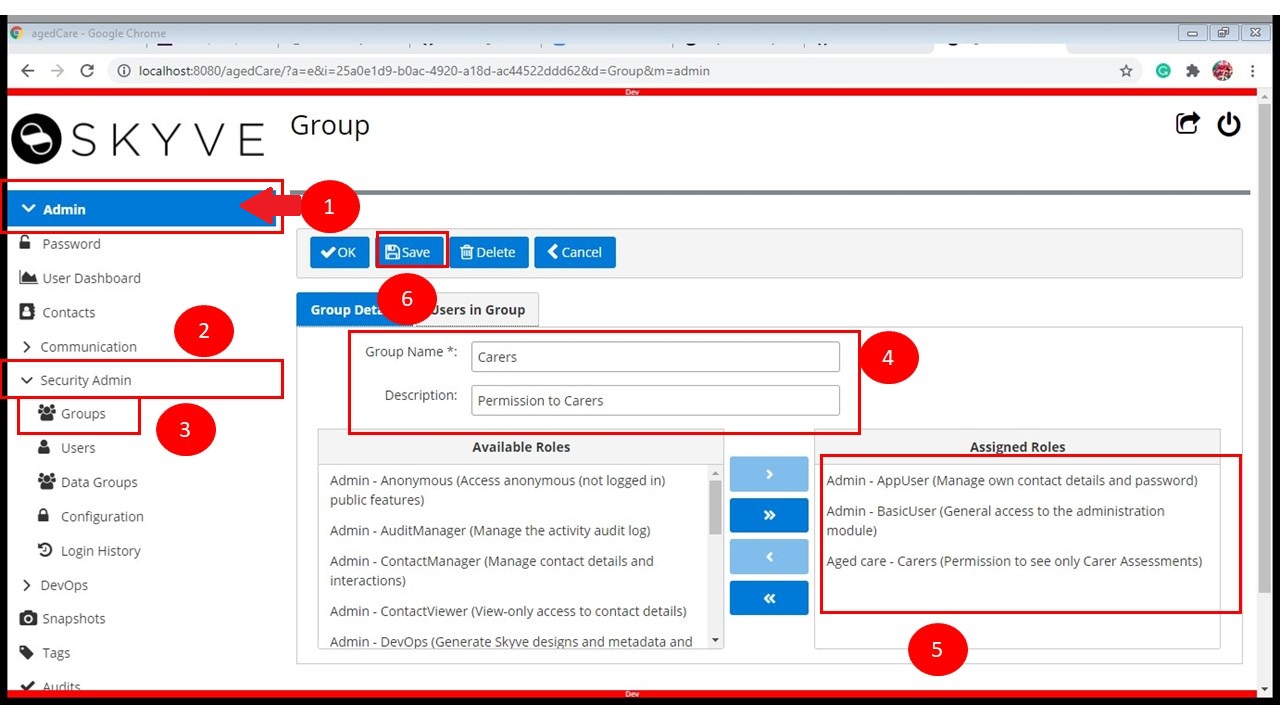 agedCare - Google Chrome
localhost:8080/agedCare/?a=e&i=25a0e1d9-b0ac-4920-a18d-ac44522ddd62&d=Group&m=admin
Dev
SKYVE
Group
Admin
1
Password
User Dashboard
Contacts
Communication
2
Security Admin
Groups
3
Users
Data Groups
Configuration
Login History
DevOps
Snapshots
Tags
Audits
OK
Save
Delete
Cancel
6
Group
Users in Group
Group Name *:
Carers
4
Description:
Permission to Carers
Available Roles
Admin - Anonymous (Access anonymous (not logged in)
public features)
Admin - AuditManager (Manage the activity audit log)
Admin - ContactManager (Manage contact details and
interactions)
Admin - ContactViewer (View-only access to contact details)
Admin - DevOps (Generate Skyve designs and metadata and
Assigned Roles
Admin - AppUser (Manage own contact details and password)
Admin - BasicUser (General access to the administration
module)
Aged care - Carers (Permission to see only Carer Assessments)
5
Dev